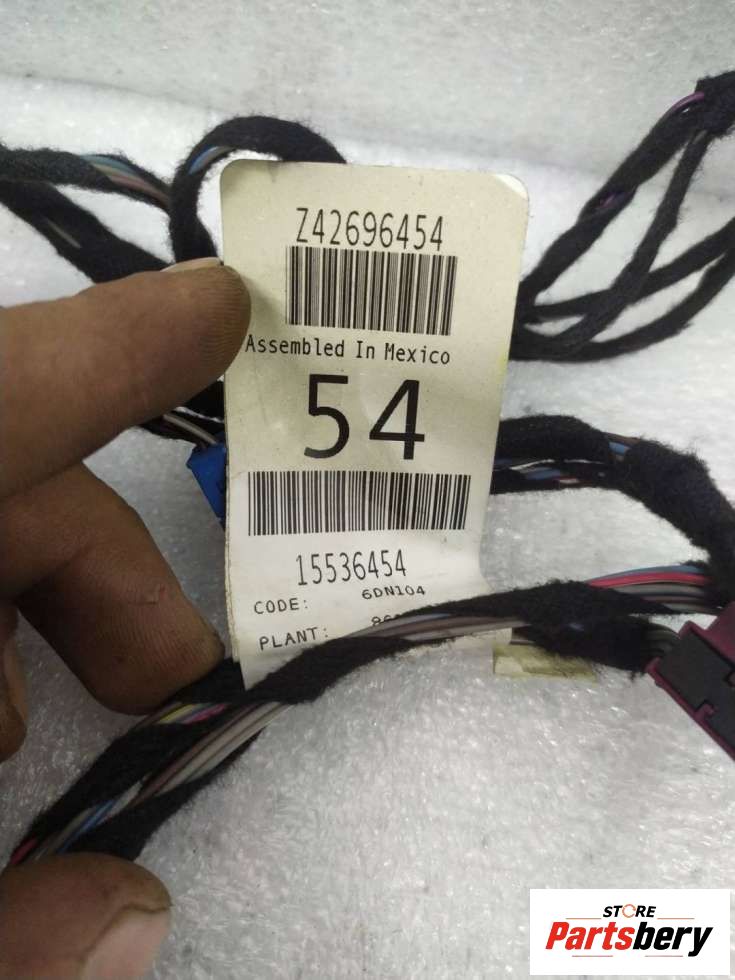 Z42696454
Assembled In Mexico
54
15536454
CODE: 6DN104
PLANT:
STORE
Partsbery